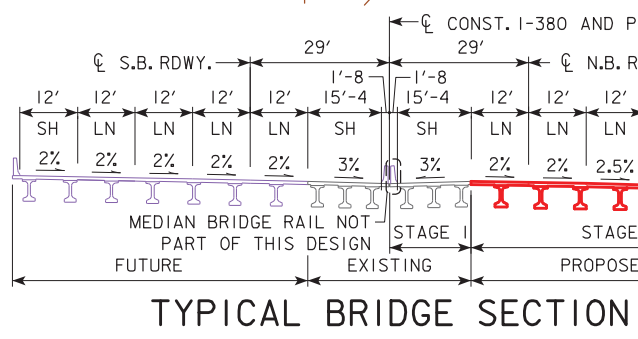 ℄ CONST. I-380 AND P
29' 29'
℄ S.B. RDWY. ℄ N.B. R
1'-8 1'-8
12' 12' 12' 12' 12' 15'-4 15'-4 12' 12' 12'
SH LN LN LN LN SH SH LN LN LN
2% 2% 2% 2% 2% 3% 3% 2% 2% 2.5%
MEDIAN BRIDGE RAIL NOT
PART OF THIS DESIGN
STAGE 1 STAGE
FUTURE EXISTING PROPOSE
TYPICAL BRIDGE SECTION